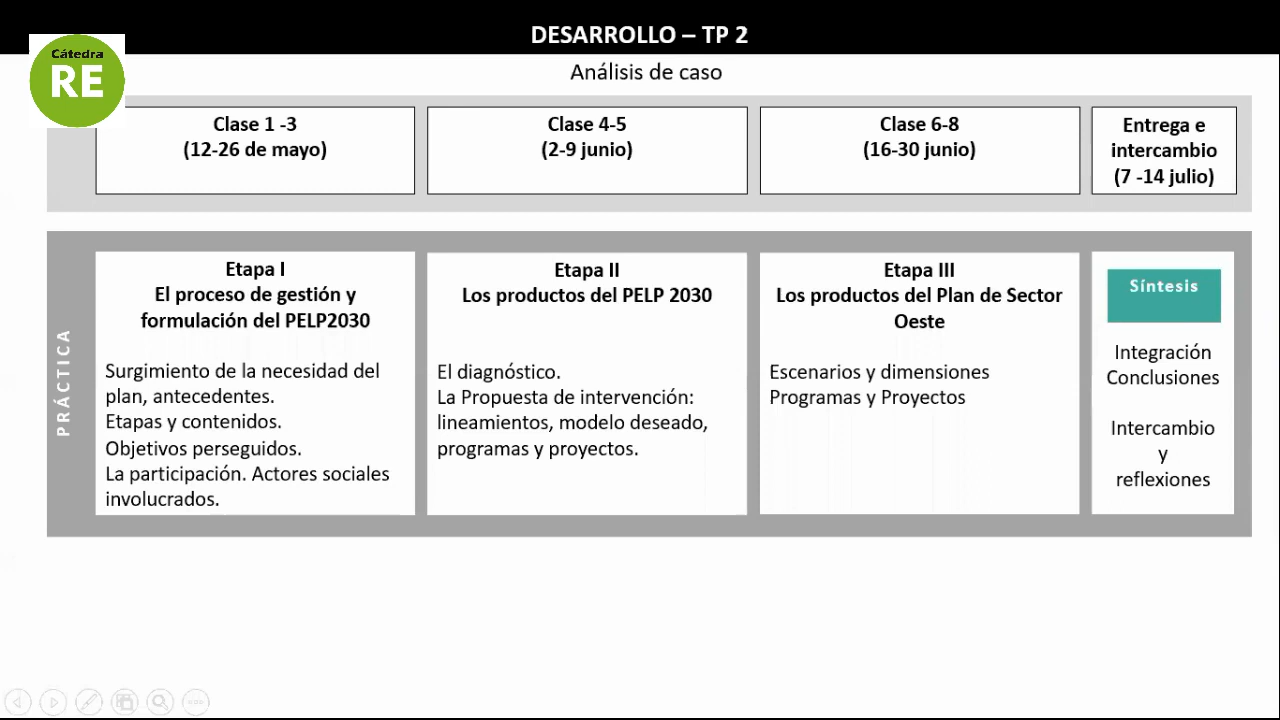 DESARROLLO – TP 2
Cátedra
RE
Análisis de caso
Clase 1 -3
(12-26 de mayo)
Clase 4-5
(2-9 junio)
Clase 6-8
(16-30 junio)
Entrega e
intercambio
(7 -14 julio)
PRÁCTICA
Etapa I
El proceso de gestión y
formulación del PELP2030
Surgimiento de la necesidad del
plan, antecedentes.
Etapas y contenidos.
Objetivos perseguidos.
La participación. Actores sociales
involucrados.
Etapa II
Los productos del PELP 2030
El diagnóstico.
La Propuesta de intervención:
lineamientos, modelo deseado,
programas y proyectos.
Etapa III
Los productos del Plan de Sector
Oeste
Escenarios y dimensiones
Programas y Proyectos
Síntesis
Integración
Conclusiones
Intercambio
y
reflexiones